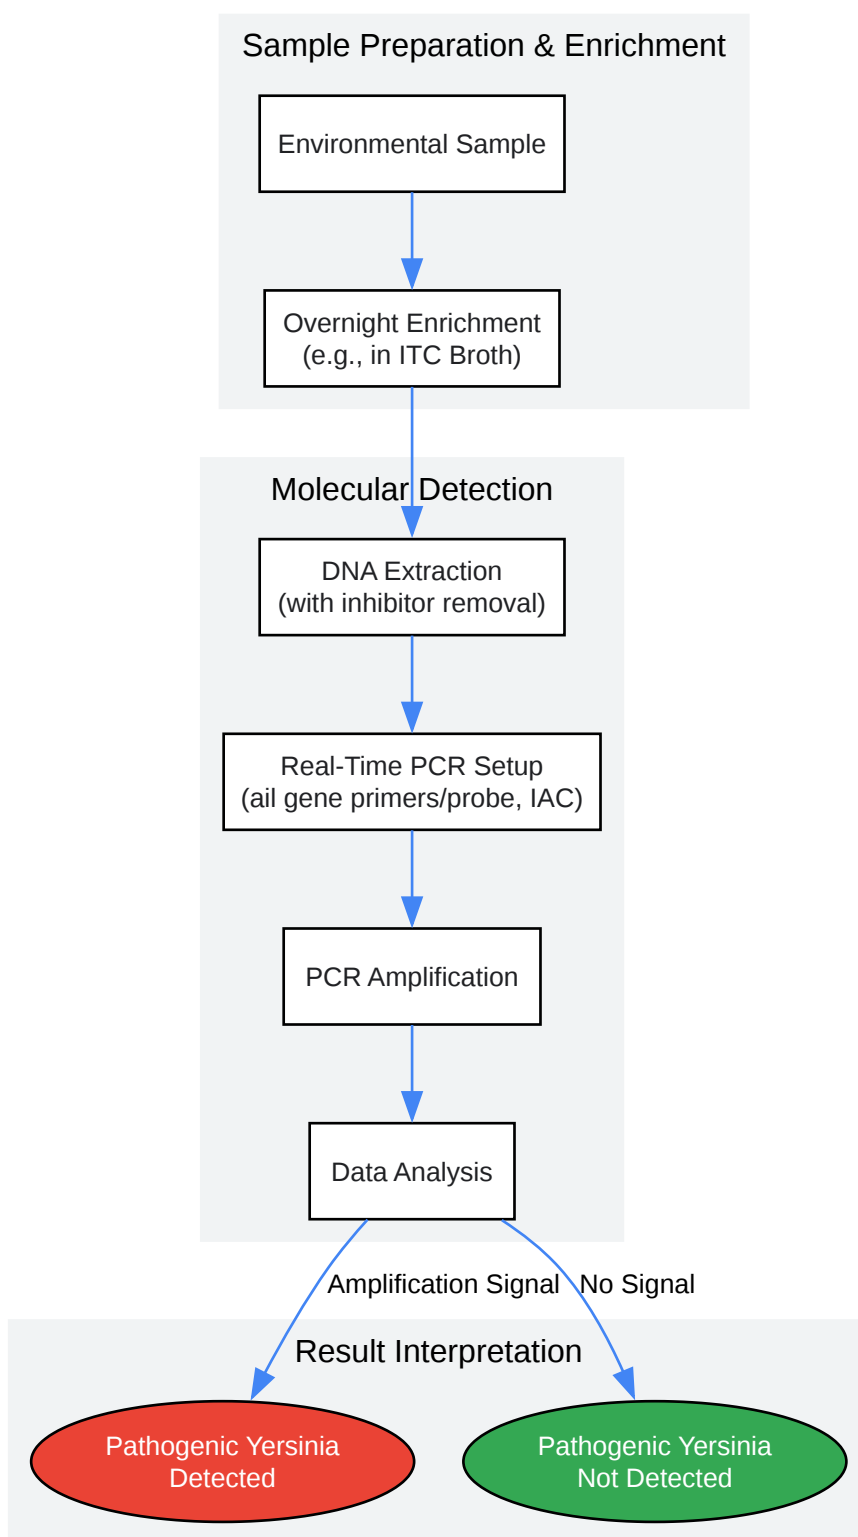 Sample Preparation & Enrichment
Environmental Sample
Overnight Enrichment
(e.g., in ITC Broth)
Molecular Detection
DNA Extraction
(with inhibitor removal)
Real-Time PCR Setup
(ail gene primers/probe, IAC)
PCR Amplification
Data Analysis
Amplification Signal
No Signal
Result Interpretation
Pathogenic Yersinia
Detected
Pathogenic Yersinia
Not Detected